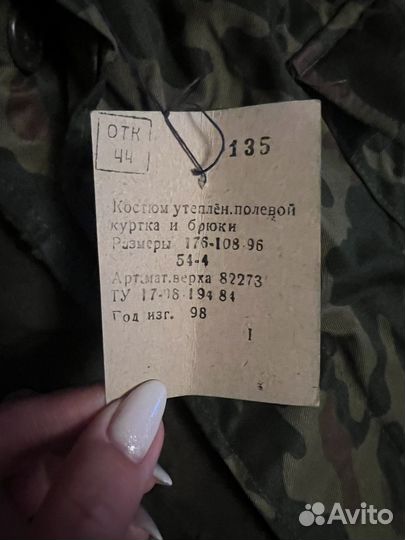 ОТК
44
135
Костюм утеплён.полевой
куртка и брюки
Размеры 176-108-96
54-4
Арт.мат.верха 82273
ТУ 17-08-194 84
Год изг. 98
I
Avito